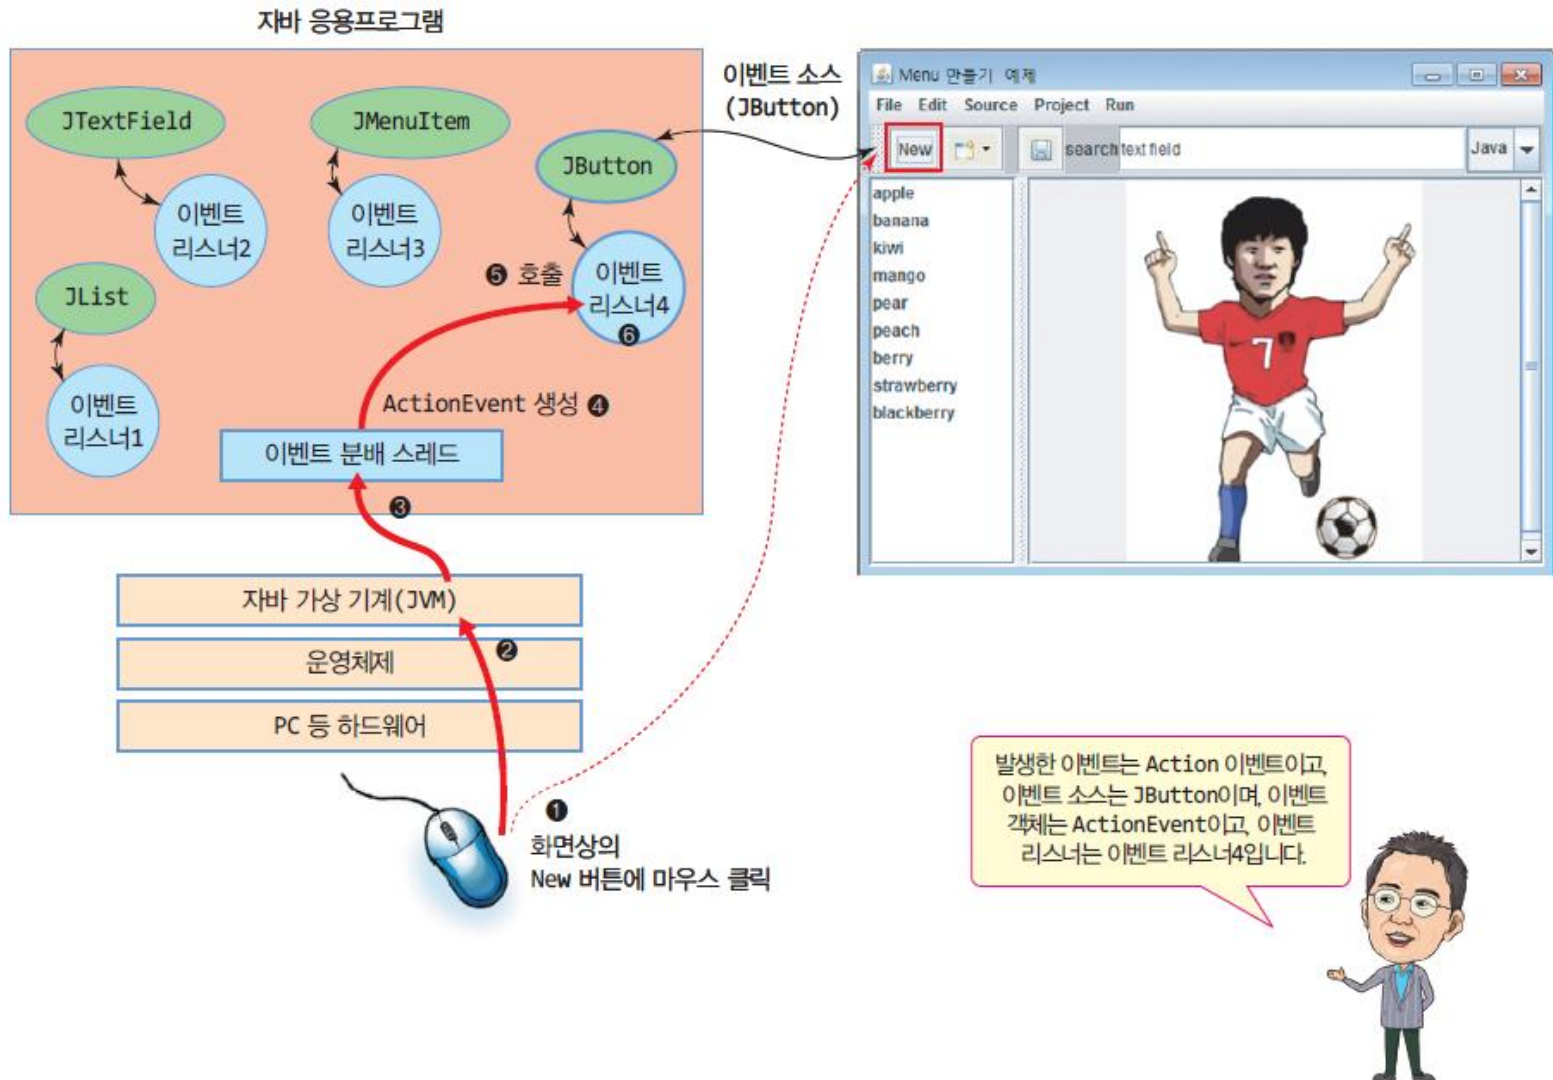 자바 응용프로그램
JTextField
이벤트
리스너2
JMenuItem
이벤트
리스너3
JButton
이벤트
리스너4
❻
JList
이벤트
리스너1
❺ 호출
ActionEvent 생성 ❹
이벤트 분배 스레드
❸
자바 가상 기계(JVM)
❷
운영체제
PC 등 하드웨어
❶
화면상의
New 버튼에 마우스 클릭
이벤트 소스
(JButton)
Menu 만들기 예제
File Edit Source Project Run
New
search text field
Java
apple
banana
kiwi
mango
pear
peach
berry
strawberry
blackberry
7
발생한 이벤트는 Action 이벤트이고,
이벤트 소스는 JButton이며, 이벤트
객체는 ActionEvent이고, 이벤트
리스너는 이벤트 리스너4입니다.